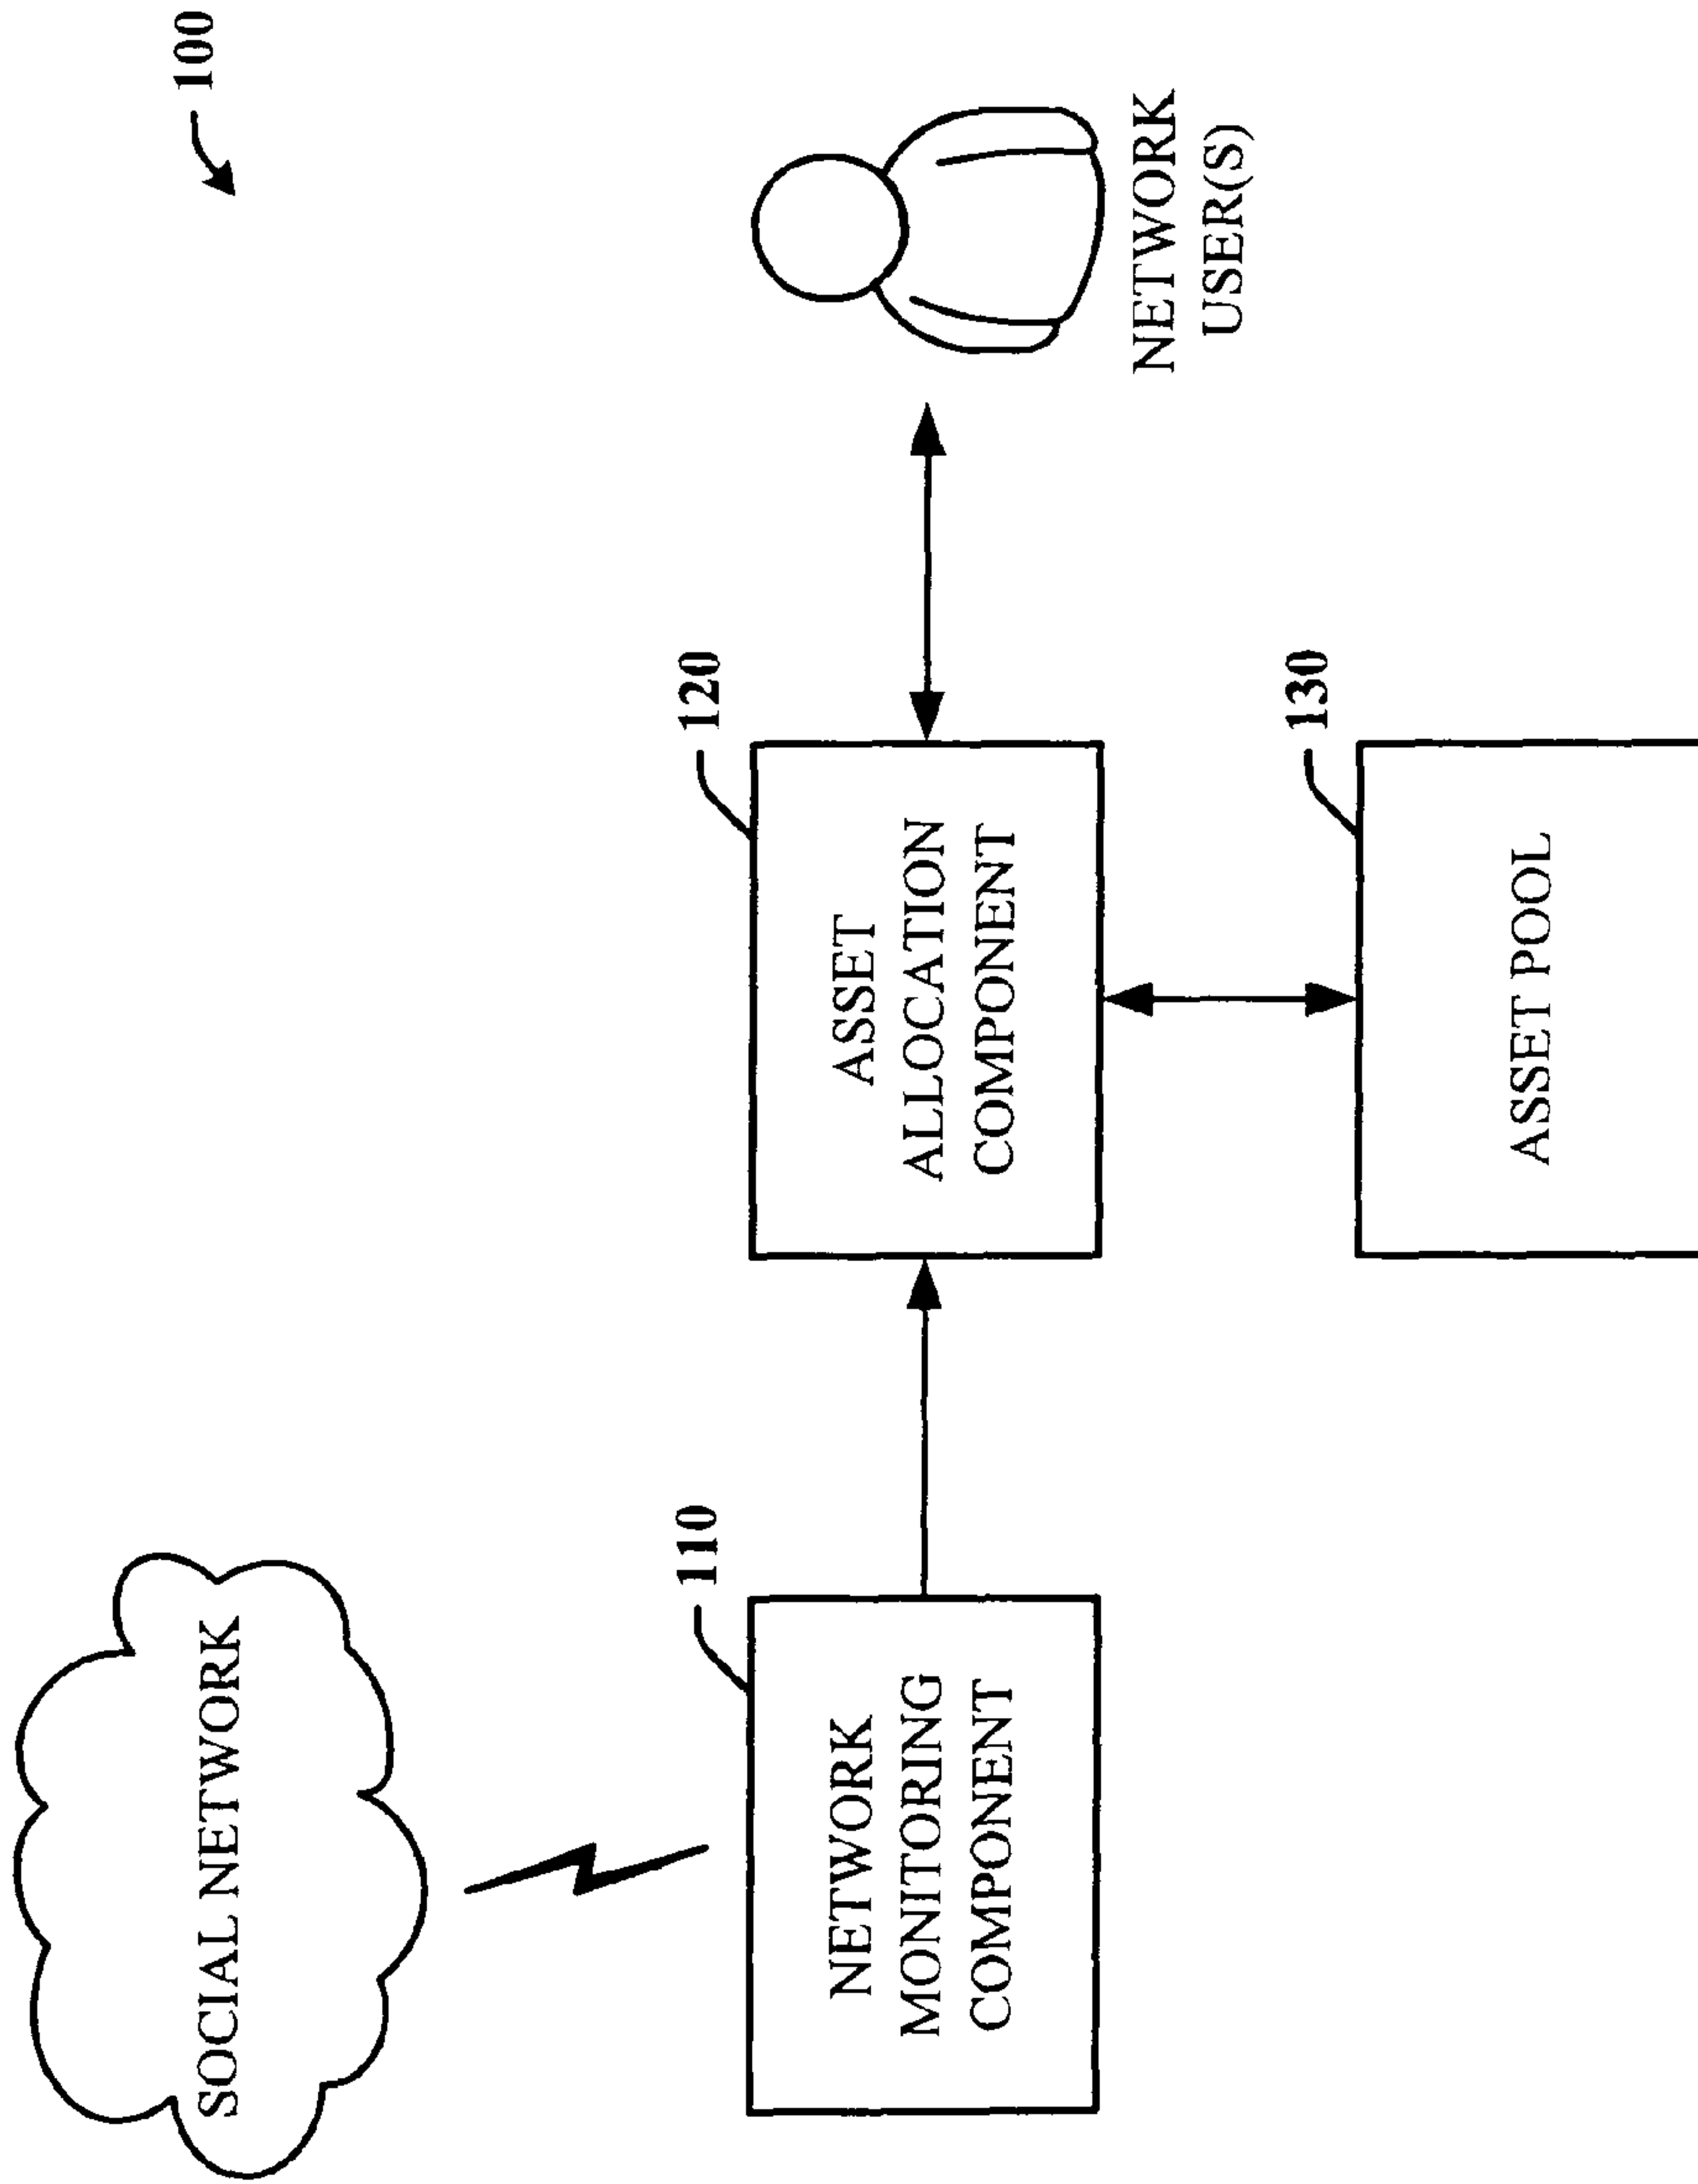 100
SOCIAL NETWORK
110
NETWORK
MONITORING
COMPONENT
120
ASSET
ALLOCATION
COMPONENT
NETWORK
USER(S)
130
ASSET POOL